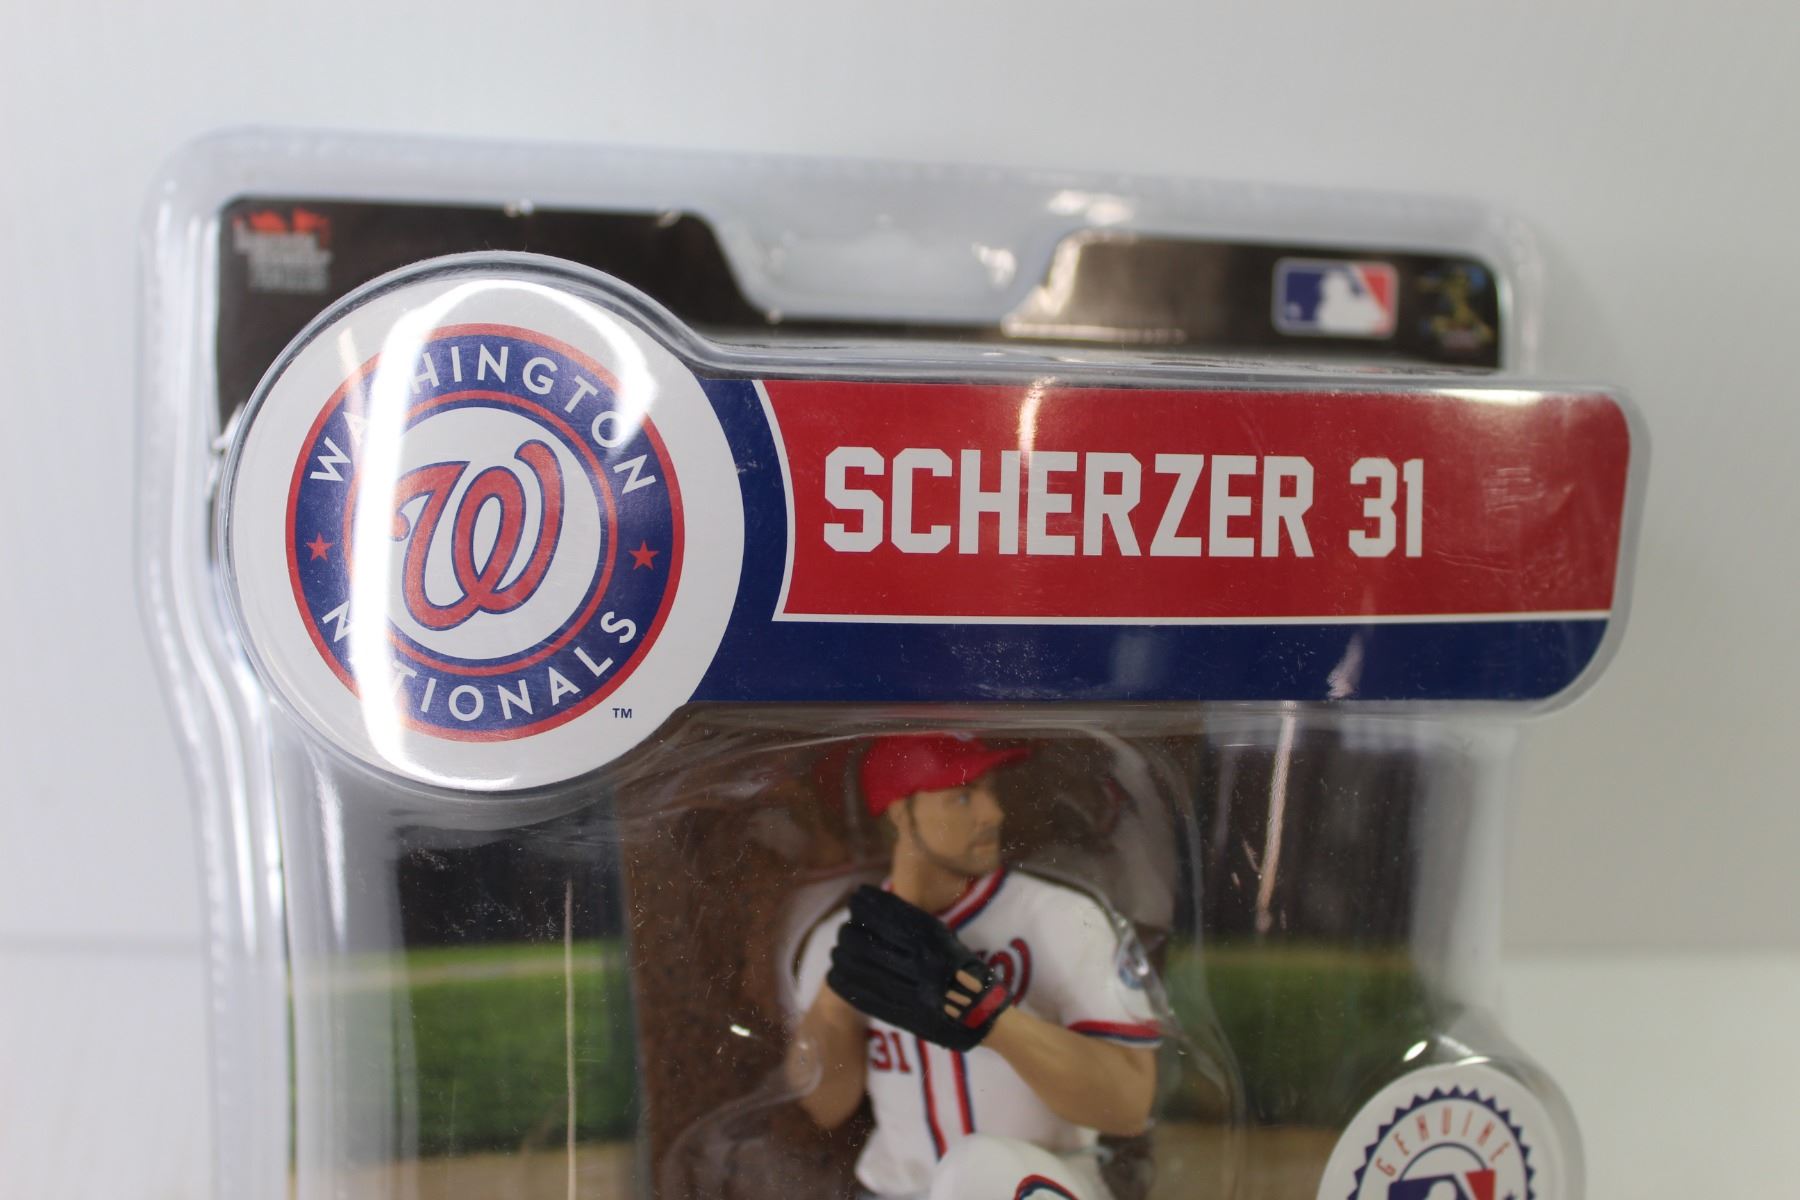 WASHINGTON
NATIONALS
W
TM
SCHERZER 31
31
GENUINE